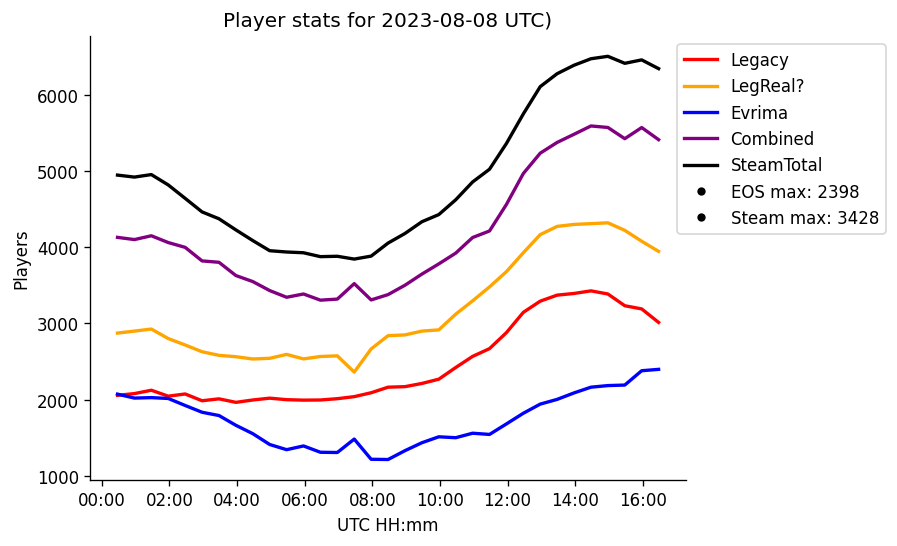 Player stats for 2023-08-08 UTC)
Legacy
LegReal?
Evrima
Combined
SteamTotal
EOS max: 2398
Steam max: 3428
Players
6000
5000
4000
3000
2000
1000
00:00 02:00 04:00 06:00 08:00 10:00 12:00 14:00 16:00
UTC HH:mm